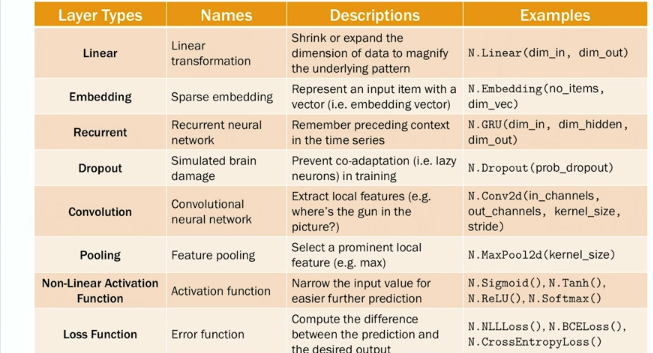 Layer Types Names Descriptions Examples
Linear
Linear
transformation
Shrink or expand the
dimension of data to magnify
the underlying pattern
N.Linear(dim_in, dim_out)
Embedding
Sparse embedding
Represent an input item with a
vector (i.e. embedding vector)
N.Embedding(no_items,
dim_vec)
Recurrent
Recurrent neural
network
Remember preceding context
in the time series
N.GRU(dim_in, dim_hidden,
dim_out)
Dropout
Simulated brain
damage
Prevent co-adaptation (i.e. lazy
neurons) in training
N.Dropout(prob_dropout)
Convolution
Convolutional
neural network
Extract local features (e.g.
where's the gun in the
picture?)
N.Conv2d(in_channels,
out_channels, kernel_size,
stride)
Pooling
Feature pooling
Select a prominent local
feature (e.g. max)
N.MaxPool2d(kernel_size)
Non-Linear Activation
Function
Activation function
Narrow the input value for
easier further prediction
N.Sigmoid(), N.Tanh(),
N.ReLU(), N.Softmax()
Loss Function
Error function
Compute the difference
between the prediction and
the desired output
N.NLLLoss(), N.BCELoss(),
N.CrossEntropyLoss()